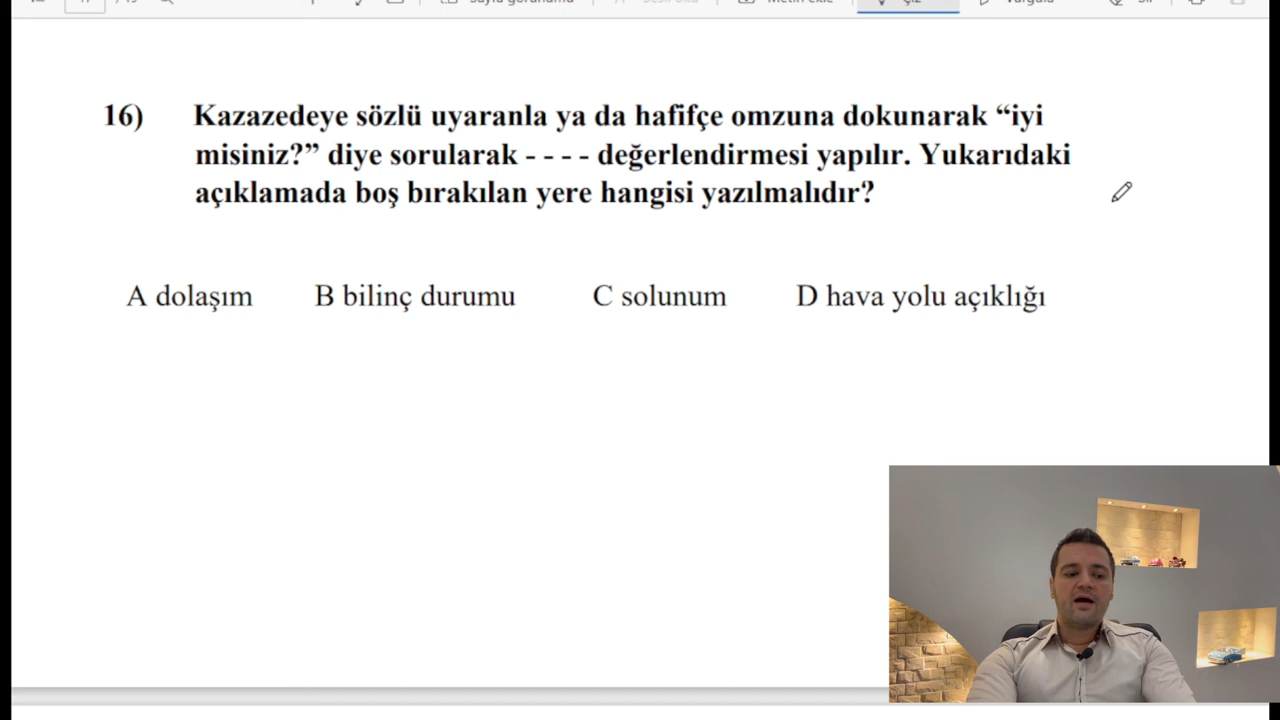 16) Kazazedeye sözlü uyaranla ya da hafifçe omzuna dokunarak “iyi
misiniz?” diye sorularak - - - - değerlendirmesi yapılır. Yukarıdaki
açıklamada boş bırakılan yere hangisi yazılmalıdır?
A dolaşım B bilinç durumu C solunum D hava yolu açıklığı